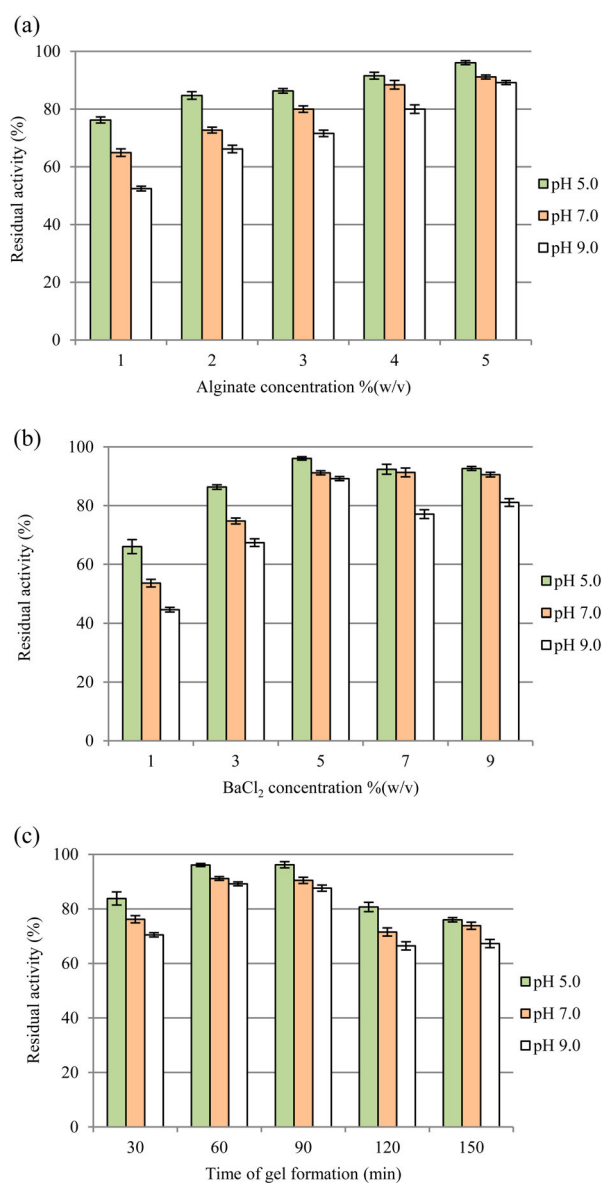 (a)
100
80
60
40
20
0
Residual activity (%)
1 2 3 4 5
Alginate concentration %(w/v)
pH 5.0
pH 7.0
pH 9.0
(b)
100
80
60
40
20
0
Residual activity (%)
1 3 5 7 9
BaCl₂ concentration %(w/v)
pH 5.0
pH 7.0
pH 9.0
(c)
100
80
60
40
20
0
Residual activity (%)
30 60 90 120 150
Time of gel formation (min)
pH 5.0
pH 7.0
pH 9.0